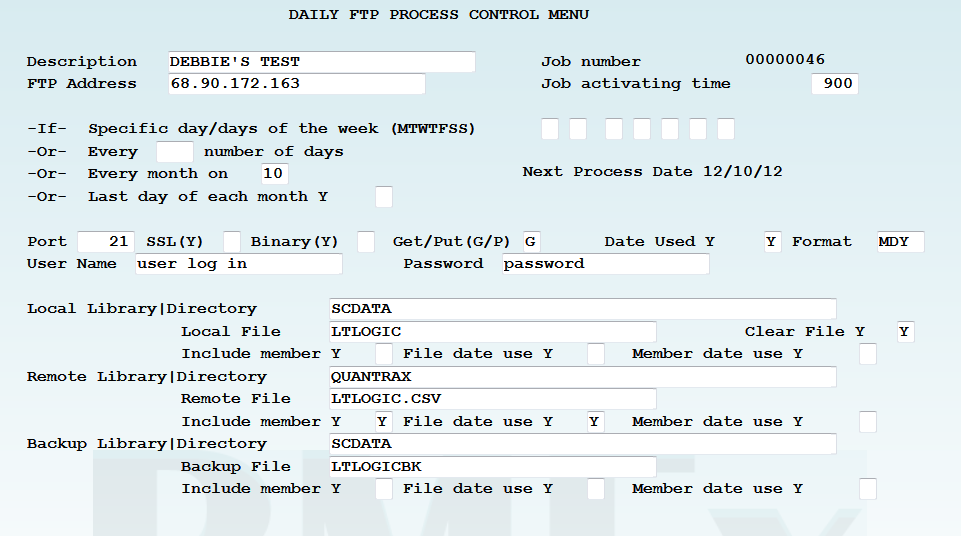 DAILY FTP PROCESS CONTROL MENU
Description DEBBIE'S TEST Job number 00000046
FTP Address 68.90.172.163 Job activating time 900
-If- Specific day/days of the week (MTWTFSS)
-Or- Every number of days
-Or- Every month on 10 Next Process Date 12/10/12
-Or- Last day of each month Y
Port 21 SSL(Y) Binary(Y) Get/Put(G/P) G Date Used Y Y Format MDY
User Name user log in Password password
Local Library|Directory SCDATA
Local File LTLOGIC Clear File Y Y
Include member Y File date use Y Member date use Y
Remote Library|Directory QUANTRAX
Remote File LTLOGIC.CSV
Include member Y Y File date use Y Y Member date use Y
Backup Library|Directory SCDATA
Backup File LTLOGICBK
Include member Y File date use Y Member date use Y